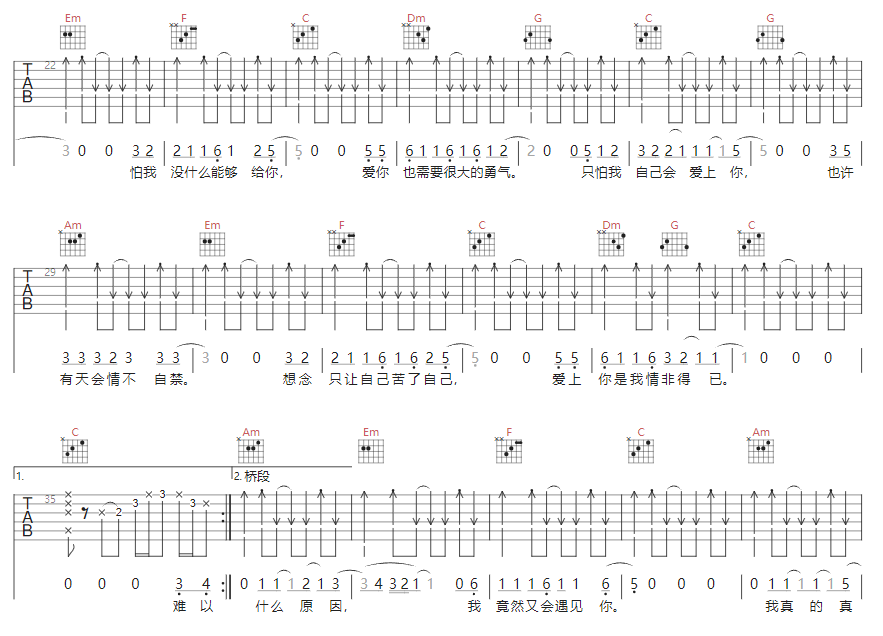 Em F C Dm G C G
× × × × × × × ×
T A B 22
3 0 0 3 2 2 1 1 6 1 2 5 5 0 0 5 5 6 1 1 6 1 6 1 2 2 0 0 5 1 2 3 2 2 1 1 1 1 5 5 0 0 3 5
怕我 没什么能够 给你, 爱你 也需要很大的勇气。 只怕我 自己会 爱上 你, 也许
Am Em F C Dm G C
× × × × × × ×
T A B 29
3 3 3 2 3 3 3 3 0 0 3 2 2 1 1 6 1 6 2 5 5 0 0 5 5 6 1 1 6 3 2 1 1 1 0 0 0
有天会情不 自禁。 想念 只让自己苦了自己, 爱上 你是我情非得 已。
C Am Em F C Am
× × × × × ×
1. 2. 桥段
T A B 35 × × × × × 2 3 × 3 × 3 ×
0 0 0 3 4 0 1 1 1 2 1 3 3 4 3 2 1 1 0 6 1 1 1 6 1 1 6 5 0 0 0 0 1 1 1 1 1 5
难 以 什么 原 因, 我 竟然又会遇见 你。 我真 的 真